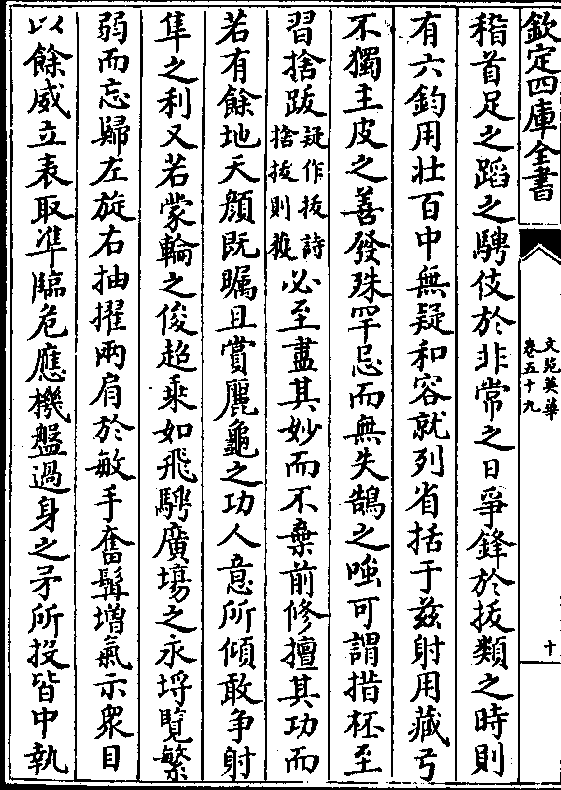 欽定四庫全書
文苑英華
卷五十九
十
稽首足之蹈之騁伎於非常之日爭鋒於拔類之時則
有六鈞用壮百中無疑和容就列省括于兹射用藏弓
不獨主皮之善發殊罕忌而無失鵠之嗤可謂措杯至
習捨跋疑作拔詩捨拔則獲必至盡其妙而不棄前修擅其功而
若有餘地天顔既矚且賞麗龜之功人意所傾敢争射
隼之利又若蒙輪之俊超乘如飛騁廣場之永埒覽繁
弱而忘歸左旋右抽擢兩肩於敏手奮髯增氣示衆目
以餘威立表取準臨危應機盤過身之矛所投皆中執